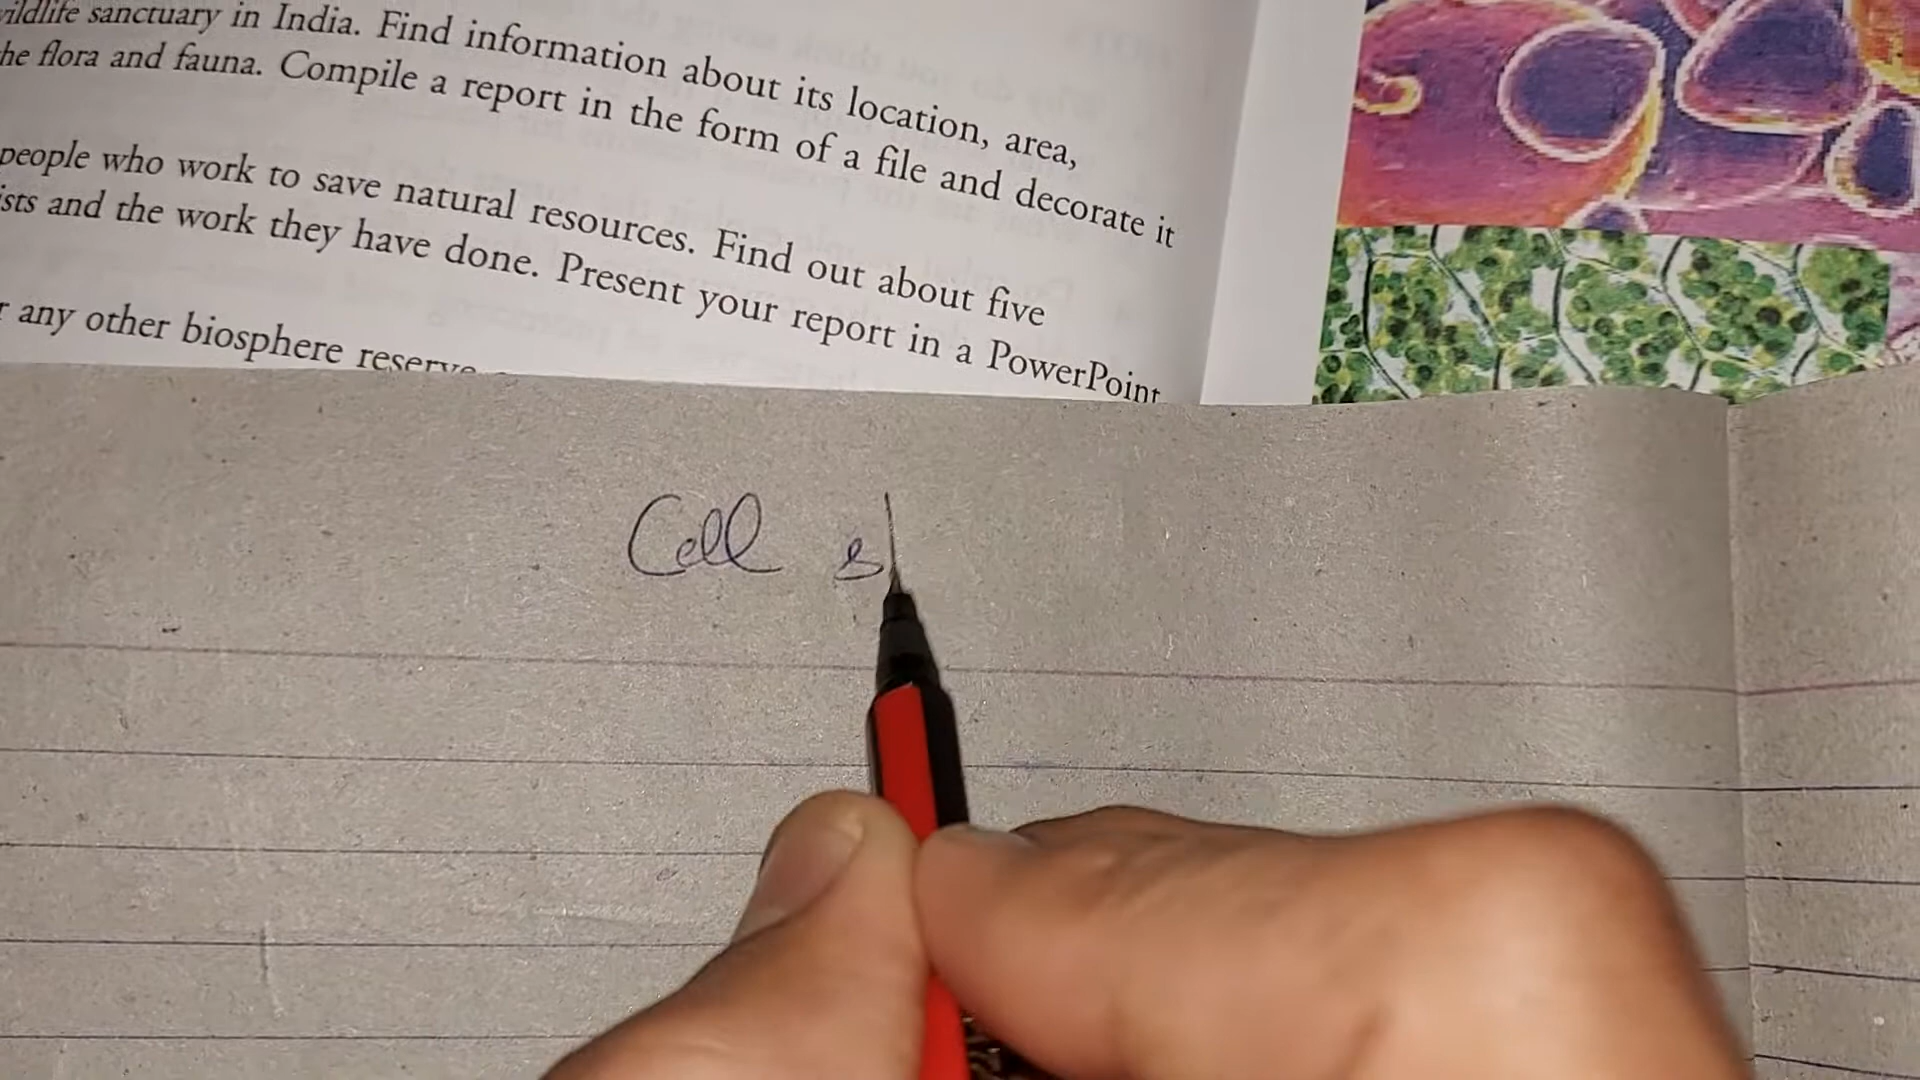 wildlife sanctuary in India. Find information about its location, area,
he flora and fauna. Compile a report in the form of a file and decorate it
people who work to save natural resources. Find out about five
ists and the work they have done. Present your report in a PowerPoint
r any other biosphere reserve
Cell s